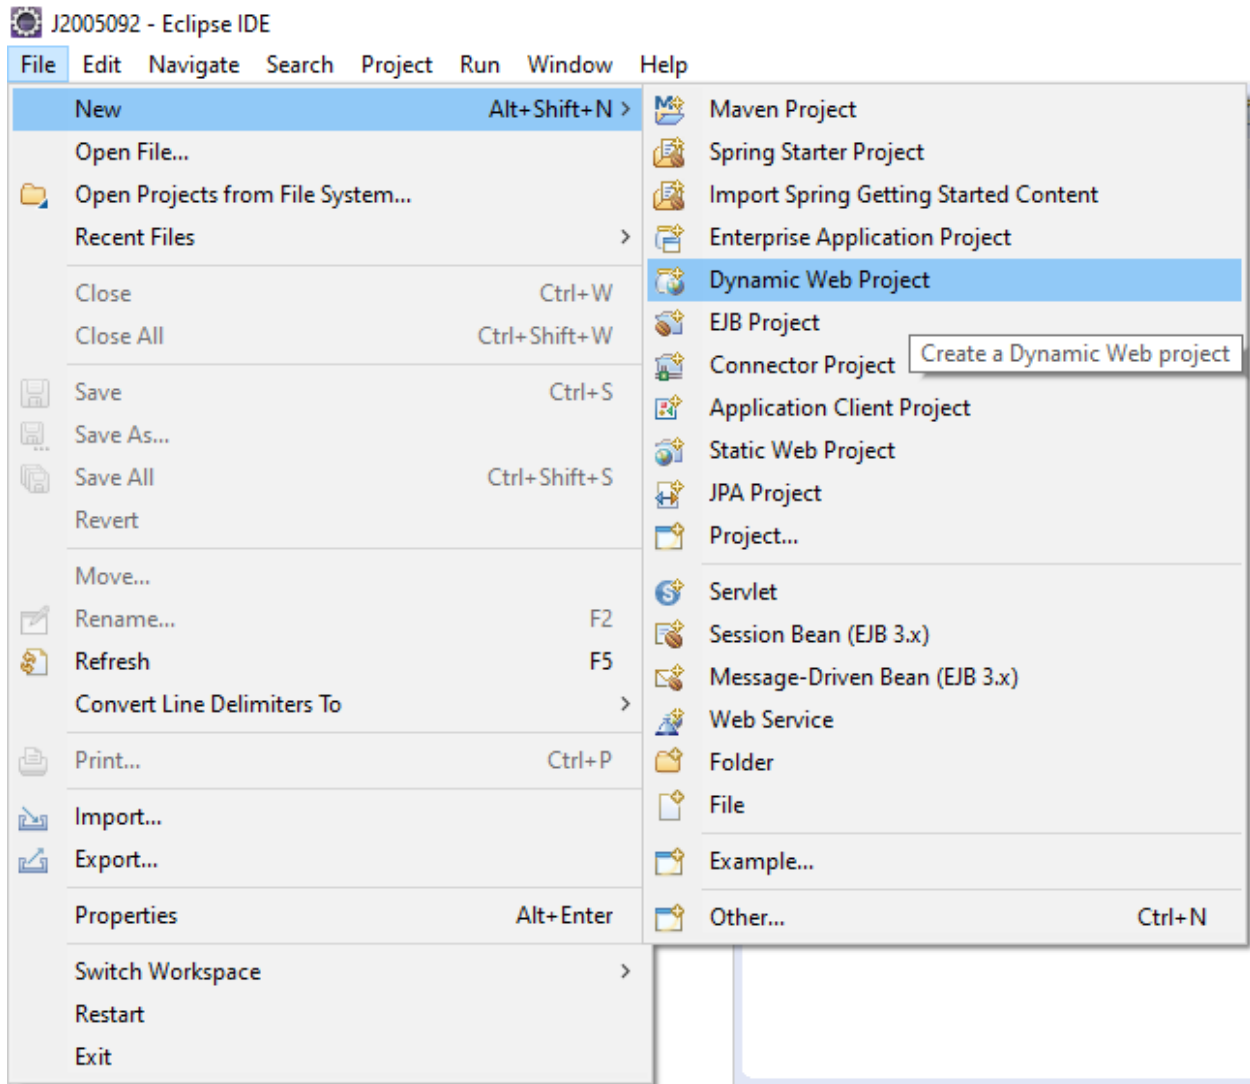 J2005092 - Eclipse IDE
File Edit Navigate Search Project Run Window Help
New Alt+Shift+N >
Open File...
Open Projects from File System...
Recent Files >
Close Ctrl+W
Close All Ctrl+Shift+W
Save Ctrl+S
Save As...
Save All Ctrl+Shift+S
Revert
Move...
Rename... F2
Refresh F5
Convert Line Delimiters To >
Print... Ctrl+P
Import...
Export...
Properties Alt+Enter
Switch Workspace >
Restart
Exit
Maven Project
Spring Starter Project
Import Spring Getting Started Content
Enterprise Application Project
Dynamic Web Project
EJB Project
Create a Dynamic Web project
Connector Project
Application Client Project
Static Web Project
JPA Project
Project...
Servlet
Session Bean (EJB 3.x)
Message-Driven Bean (EJB 3.x)
Web Service
Folder
File
Example...
Other... Ctrl+N